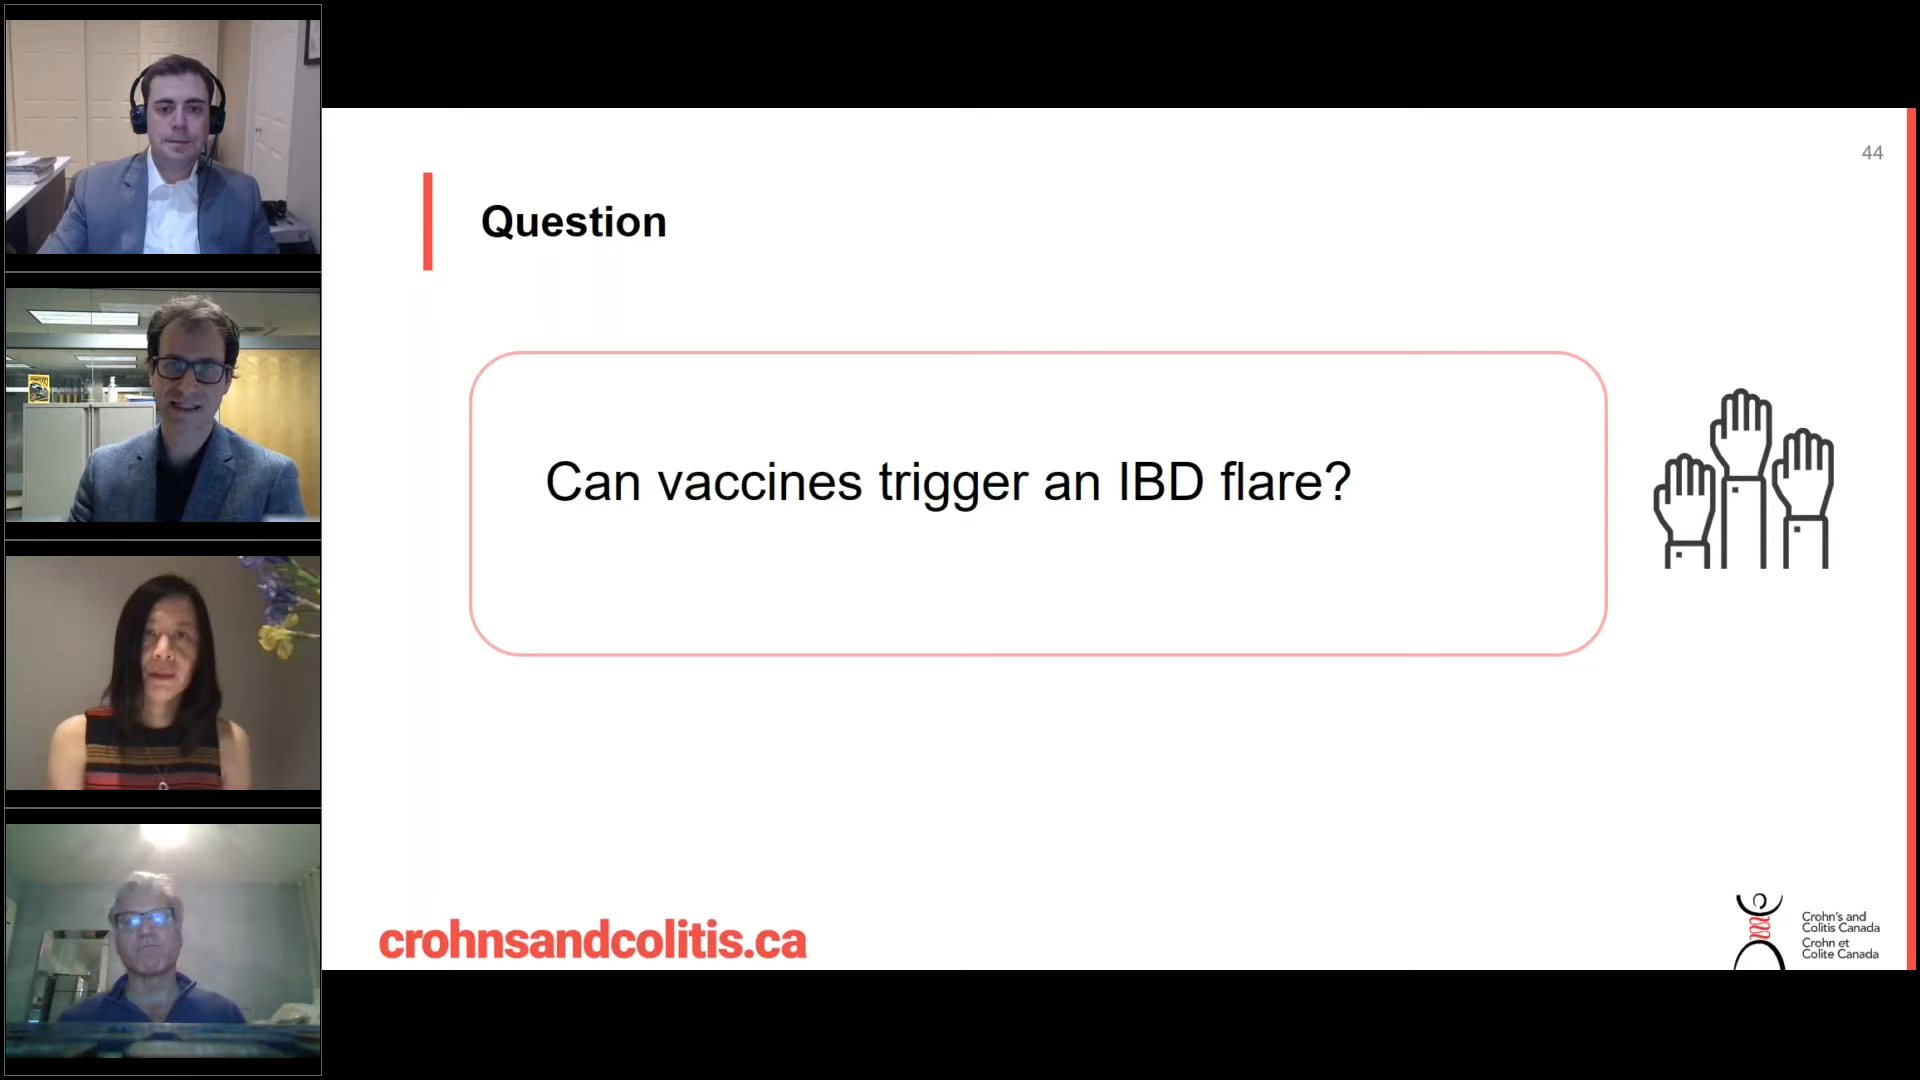 44
Question
Can vaccines trigger an IBD flare?
crohnsandcolitis.ca
Crohn's and
Colitis Canada
Crohn et
Colite Canada